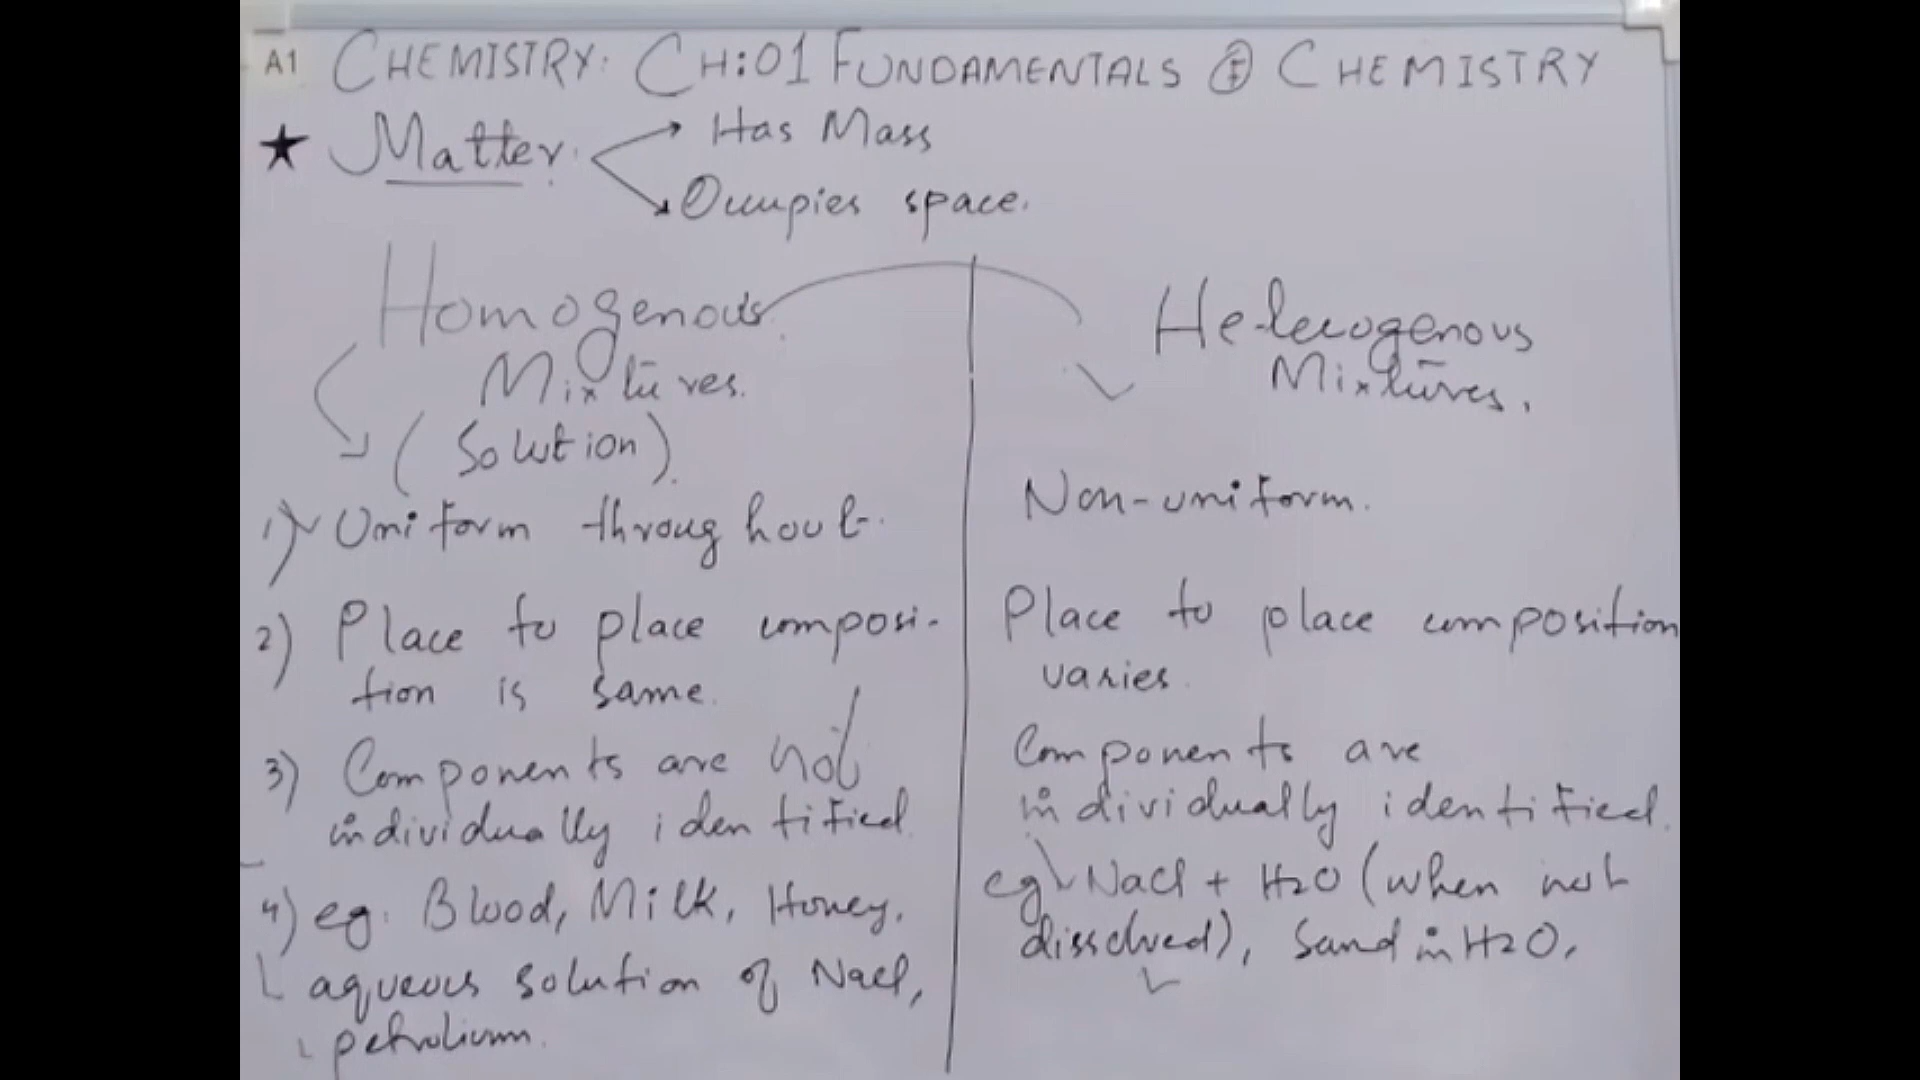 A1 CHEMISTRY: CH:01 FUNDAMENTALS OF CHEMISTRY
★ Matter: Has Mass
Occupies space.
Homogenous
Mixtures.
(Solution).
1) Uniform throughout.
2) Place to place composi-
tion is same.
3) Components are not
individually identified.
4) eg: Blood, Milk, Honey,
aqueous solution of NaCl,
petrolium.
Heterogenous
Mixtures.
Non-uniform.
Place to place composition
varies.
Components are
individually identified.
eg NaCl + H2O (when not
dissolved), Sand in H2O,